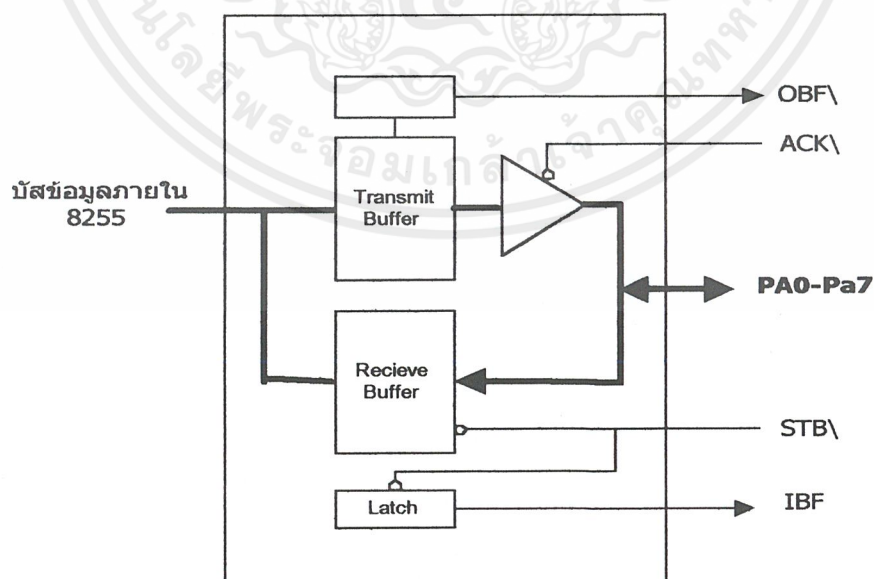 OBF\
ACK\
บัสข้อมูลภายใน
8255
Transmit
Buffer
PA0-Pa7
Recieve
Buffer
STB\
Latch
IBF